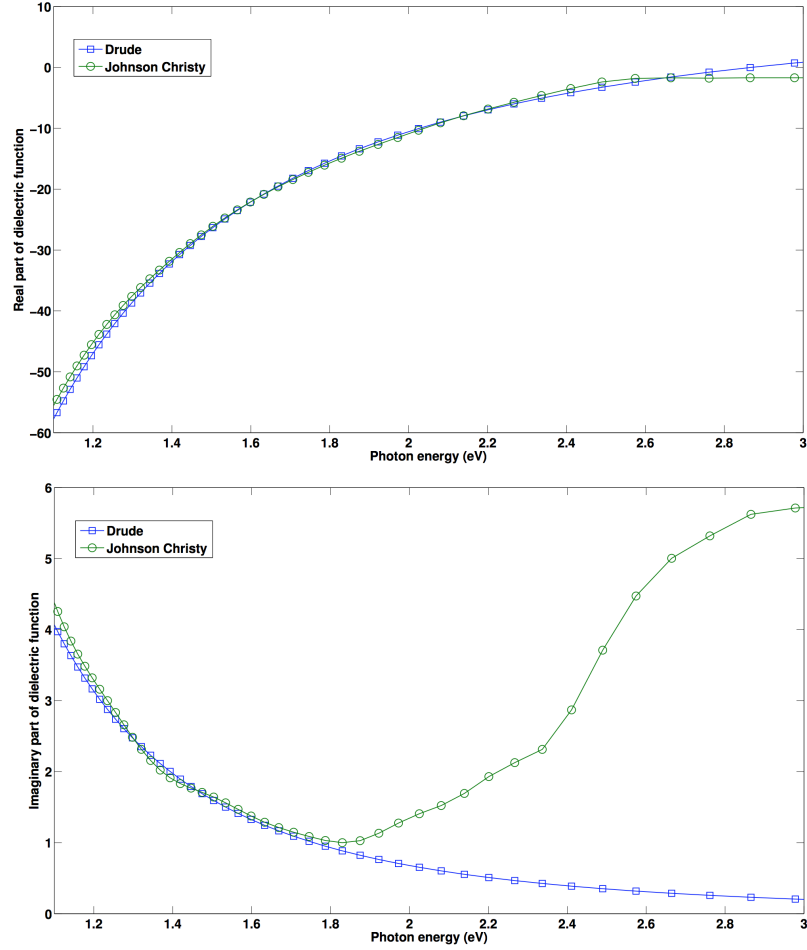 10
0
−10
−20
−30
−40
−50
−60
Real part of dielectric function
Drude
Johnson Christy
1.2 1.4 1.6 1.8 2 2.2 2.4 2.6 2.8 3
Photon energy (eV)
6
5
4
3
2
1
0
Imaginary part of dielectric function
Drude
Johnson Christy
1.2 1.4 1.6 1.8 2 2.2 2.4 2.6 2.8 3
Photon energy (eV)